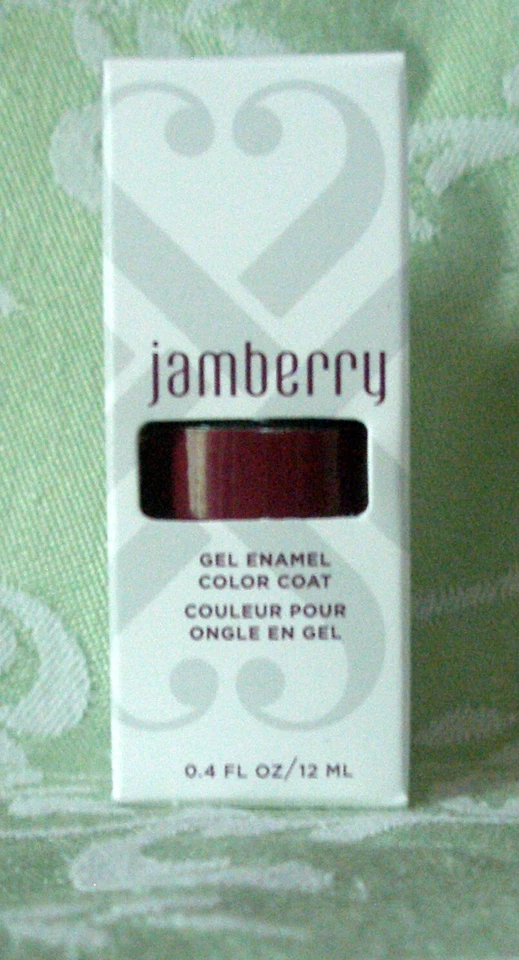 jamberry
GEL ENAMEL
COLOR COAT
COULEUR POUR
ONGLE EN GEL
0.4 FL OZ/12 ML